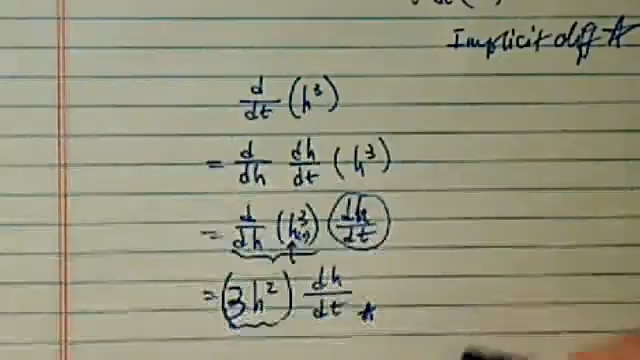 Implicit diff ☆
d/dt (h³)
= d/dh dh/dt (h³)
= d/dh (h³) dh/dt
= (3h²) dh/dt ☆